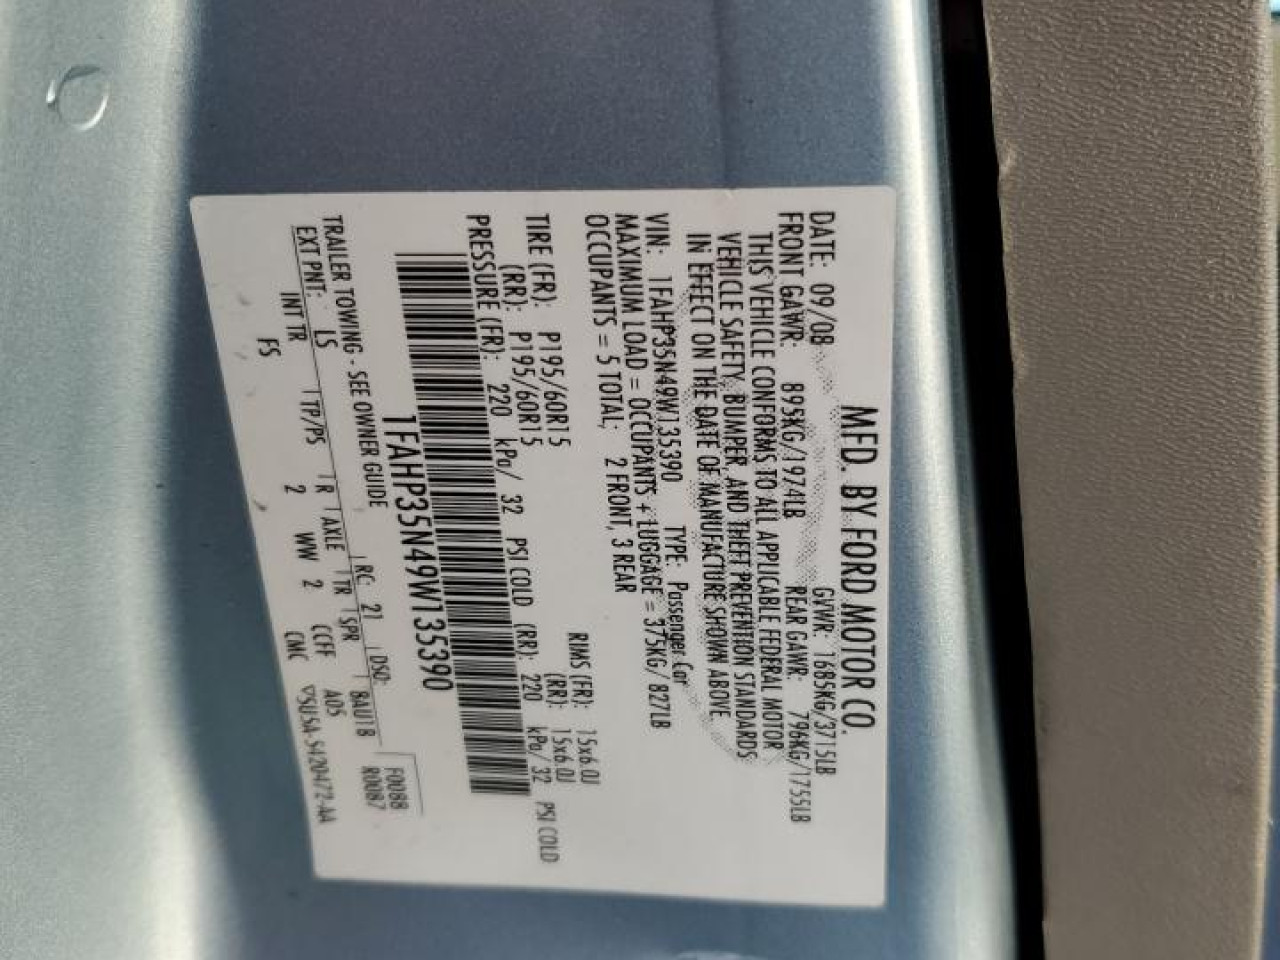 MFD. BY FORD MOTOR CO.
DATE: 09/08 GVWR: 1685KG/3715LB
FRONT GAWR: 895KG/1974LB REAR GAWR: 796KG/1755LB
THIS VEHICLE CONFORMS TO ALL APPLICABLE FEDERAL MOTOR
VEHICLE SAFETY, BUMPER, AND THEFT PREVENTION STANDARDS
IN EFFECT ON THE DATE OF MANUFACTURE SHOWN ABOVE.
VIN: 1FAHP35N49W135390 TYPE: Passenger Car
MAXIMUM LOAD = OCCUPANTS + LUGGAGE = 375KG/827LB
OCCUPANTS = 5 TOTAL, 2 FRONT, 3 REAR
TIRE (FR): P195/60R15 RIMS (FR): 15x6.0J
(RR): P195/60R15 (RR): 15x6.0J
PRESSURE (FR): 220 kPa/ 32 PSI COLD (RR): 220 kPa/ 32 PSI COLD
1FAHP35N49W135390
F0088
R0087
TRAILER TOWING - SEE OWNER GUIDE
EXT PNT: LS RC: 21 DSO: 8AU1B
INT TR TP/PS R AXLE TR SPR
FS 2 WW 2 CCFF A05
CMC 5U5A-5420472-AA